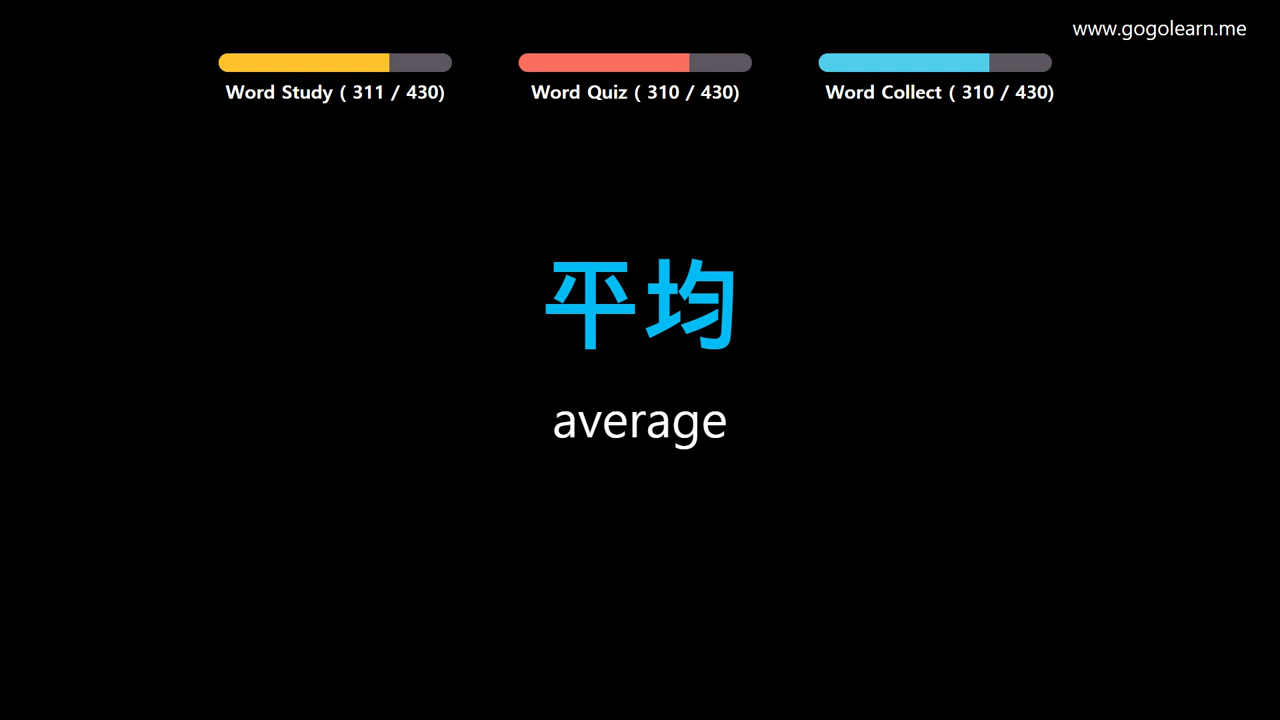 www.gogolearn.me
Word Study ( 311 / 430)
Word Quiz ( 310 / 430)
Word Collect ( 310 / 430)
平均
average